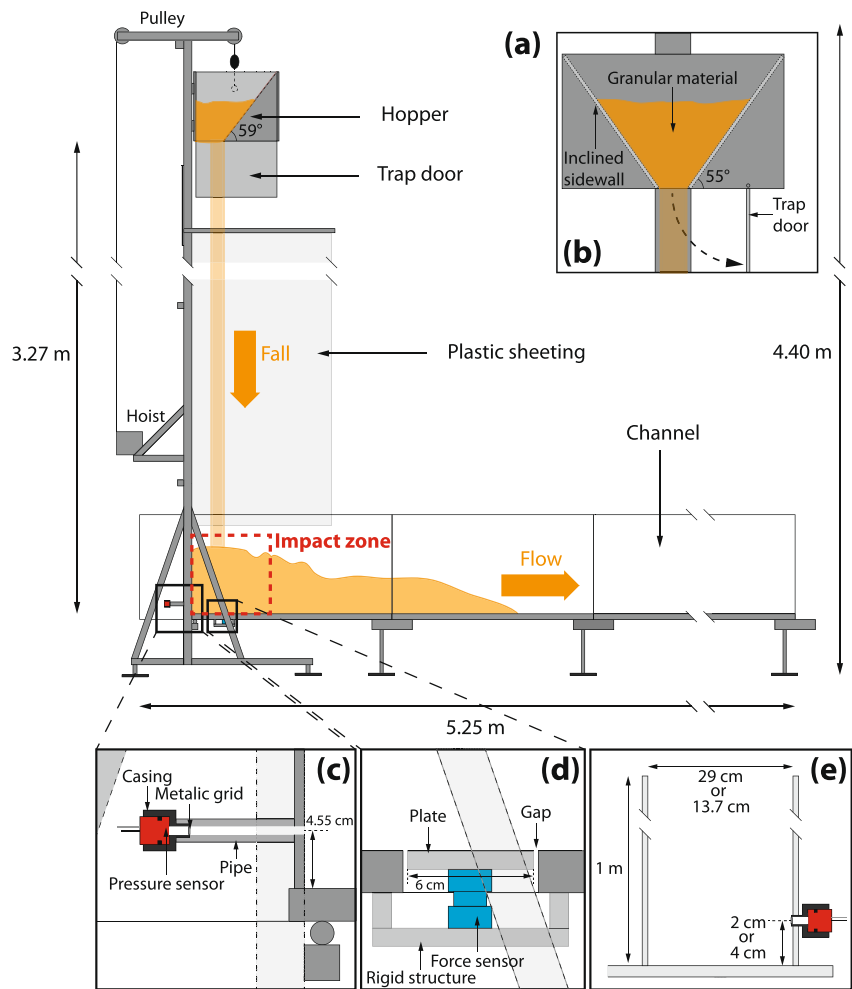 Pulley
(a)
Granular material
Hopper
59°
Inclined
sidewall
55°
Trap door
Trap
door
(b)
3.27 m
Fall
Plastic sheeting
4.40 m
Hoist
Channel
Impact zone
Flow
5.25 m
(c)
Casing
Metalic grid
4.55 cm
Pipe
Pressure sensor
(d)
Plate
Gap
6 cm
Force sensor
Rigid structure
(e)
29 cm
or
13.7 cm
1 m
2 cm
or
4 cm